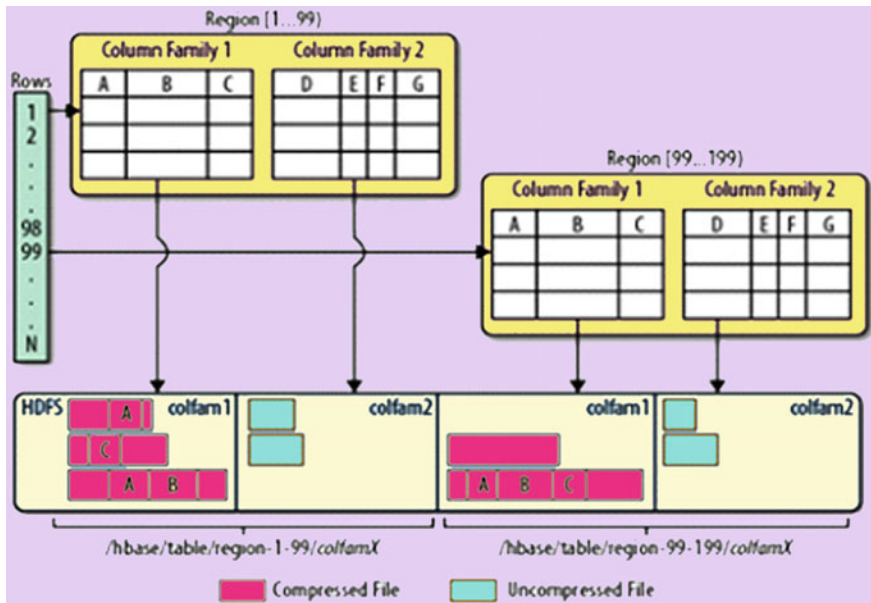 Region [1...99)
Column Family 1 Column Family 2
A B C D E F G
Rows
1
2
.
.
.
98
99
.
.
.
N
Region [99...199)
Column Family 1 Column Family 2
A B C D E F G
HDFS colfam1 colfam2 colfam1 colfam2
A
C
A B
A B C
/hbase/table/region-1-99/colfamX /hbase/table/region-99-199/colfamX
Compressed File Uncompressed File